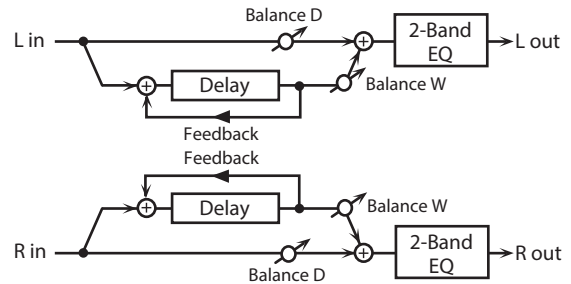 Balance D
L in
2-Band
EQ
L out
Delay
Balance W
Feedback
Feedback
Delay
Balance W
R in
2-Band
EQ
R out
Balance D